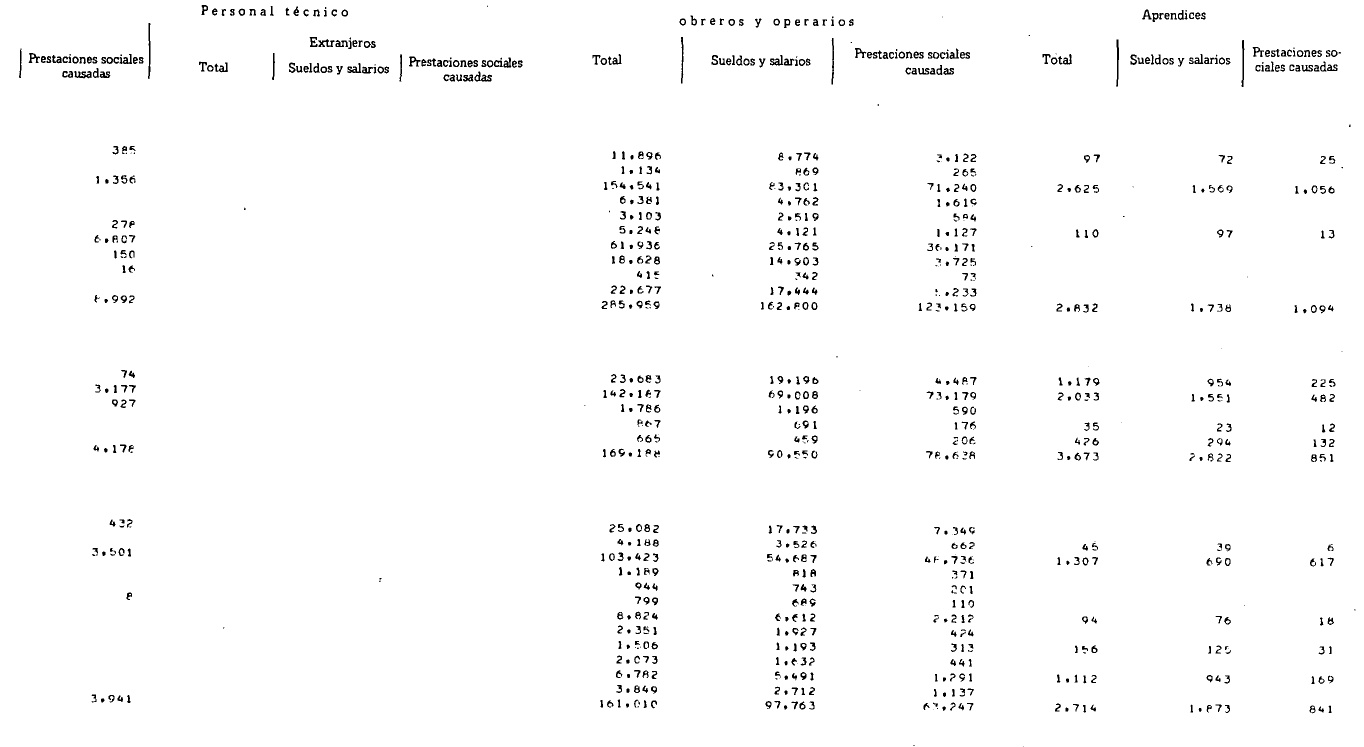 Personal técnico obreros y operarios Aprendices
Extranjeros
Prestaciones sociales causadas Total Sueldos y salarios Prestaciones sociales causadas Total Sueldos y salarios Prestaciones sociales causadas Total Sueldos y salarios Prestaciones so-ciales causadas
385 11.896 8.774 3.122 97 72 25
1.134 869 265
1.356 154.541 83.301 71.240 2.625 1.569 1.056
6.381 4.762 1.619
3.103 2.519 584
278 5.248 4.121 1.127 110 97 13
6.807 61.936 25.765 36.171
150 18.628 14.903 3.725
16 415 342 73
22.677 17.444 5.233
8.992 285.959 162.800 123.159 2.832 1.738 1.094
74 23.683 19.196 4.487 1.179 954 225
3.177 142.187 69.008 73.179 2.033 1.551 482
927 1.786 1.196 590
867 691 176 35 23 12
665 459 206 426 294 132
4.178 169.188 90.550 78.638 3.673 2.822 851
432 25.082 17.733 7.349
4.188 3.526 662 45 39 6
3.501 103.423 54.687 48.736 1.307 690 617
1.189 818 371
944 743 201
8 799 689 110
8.824 6.612 2.212 94 76 18
2.351 1.927 424
1.506 1.193 313 156 125 31
2.073 1.632 441
6.782 5.491 1.291 1.112 943 169
3.849 2.712 1.137
3.941 161.010 97.763 63.247 2.714 1.873 841